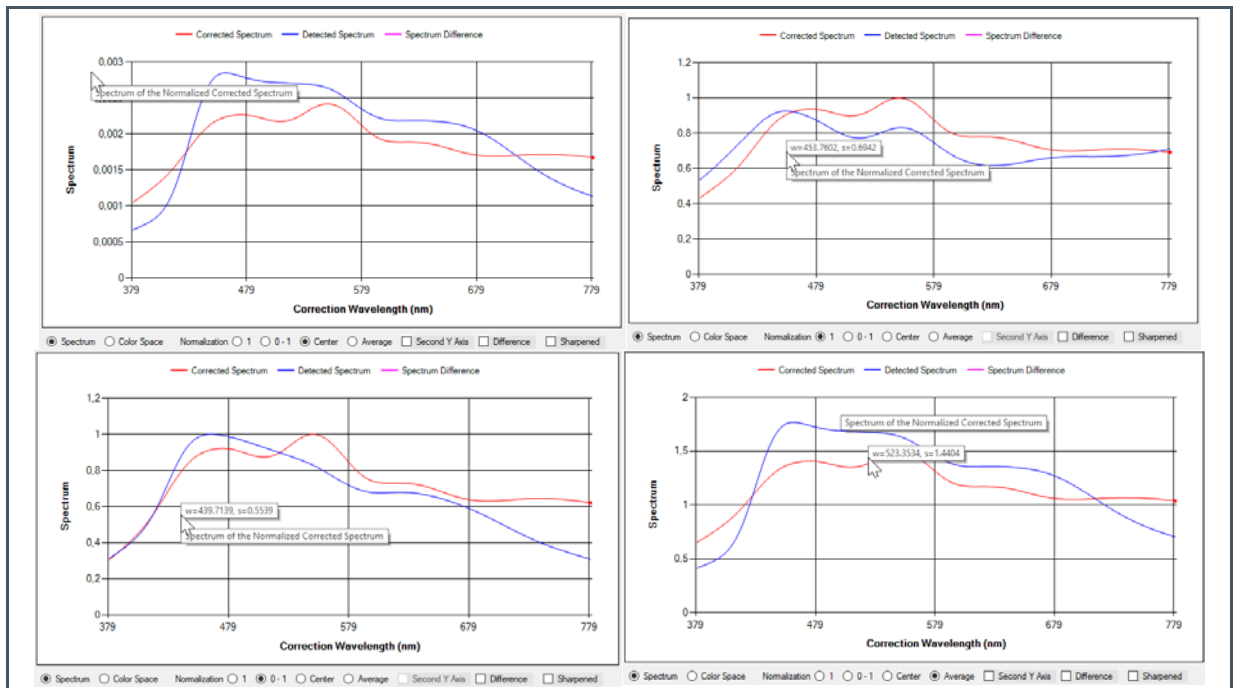 Corrected Spectrum Detected Spectrum Spectrum Difference
0,003
Spectrum of the Normalized Corrected Spectrum
0,002
0,0015
0,001
0,0005
0
379 479 579 679 779
Spectrum
Correction Wavelength (nm)
Spectrum Color Space Normalization 1 0 - 1 Center Average Second Y Axis Difference Sharpened
Corrected Spectrum Detected Spectrum Spectrum Difference
1,2
1
0,8
w=453.7602, s=0.6942
Spectrum of the Normalized Corrected Spectrum
0,6
0,4
0,2
0
379 479 579 679 779
Spectrum
Correction Wavelength (nm)
Spectrum Color Space Normalization 1 0 - 1 Center Average Second Y Axis Difference Sharpened
Corrected Spectrum Detected Spectrum Spectrum Difference
1,2
1
0,8
0,6
w=439.7139, s=0.5539
Spectrum of the Normalized Corrected Spectrum
0,4
0,2
0
379 479 579 679 779
Spectrum
Correction Wavelength (nm)
Spectrum Color Space Normalization 1 0 - 1 Center Average Second Y Axis Difference Sharpened
Corrected Spectrum Detected Spectrum Spectrum Difference
2
Spectrum of the Normalized Corrected Spectrum
1,5
w=523.3534, s=1.4404
1
0,5
0
379 479 579 679 779
Spectrum
Correction Wavelength (nm)
Spectrum Color Space Normalization 1 0 - 1 Center Average Second Y Axis Difference Sharpened